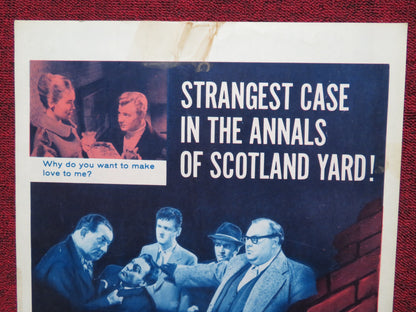 STRANGEST CASE
IN THE ANNALS
OF SCOTLAND YARD!
Why do you want to make
love to me?